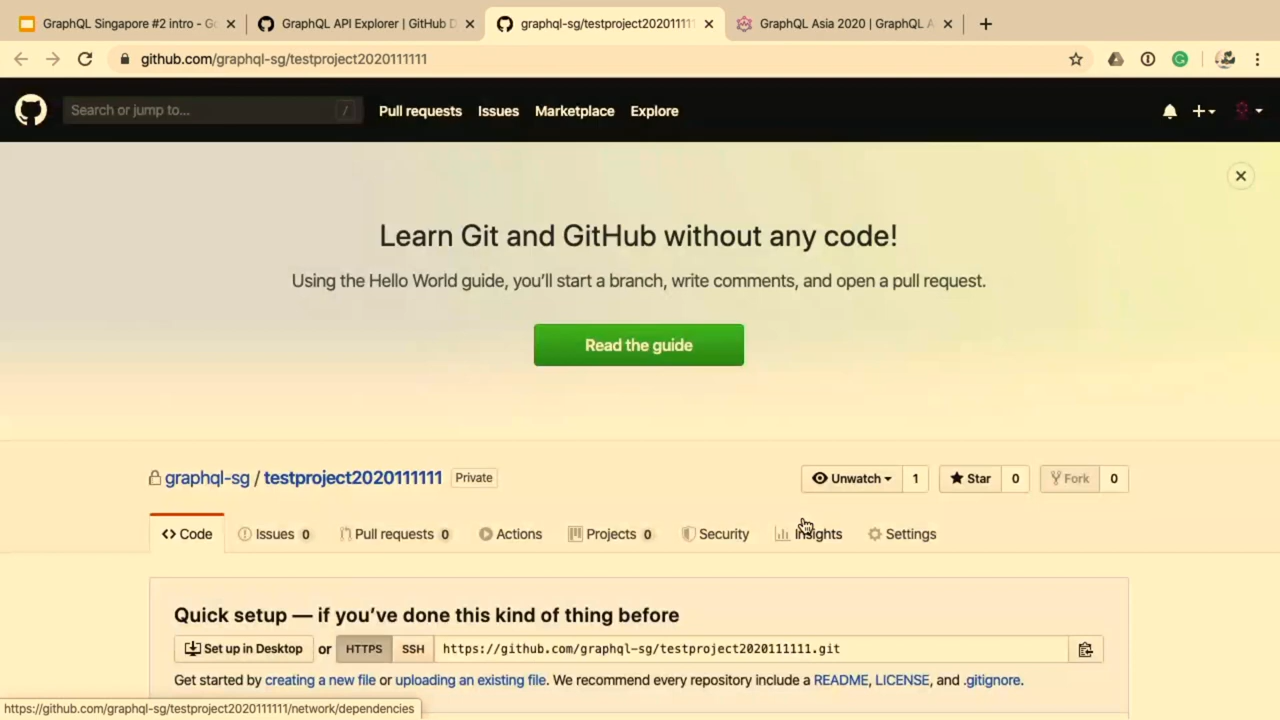 GraphQL Singapore #2 intro - Go
GraphQL API Explorer | GitHub D
graphql-sg/testproject20201111
GraphQL Asia 2020 | GraphQL A
github.com/graphql-sg/testproject2020111111
Search or jump to... /
Pull requests Issues Marketplace Explore
Learn Git and GitHub without any code!
Using the Hello World guide, you'll start a branch, write comments, and open a pull request.
Read the guide
graphql-sg / testproject2020111111 Private
Unwatch 1 Star 0 Fork 0
Code Issues 0 Pull requests 0 Actions Projects 0 Security Insights Settings
Quick setup — if you've done this kind of thing before
Set up in Desktop or HTTPS SSH https://github.com/graphql-sg/testproject2020111111.git
Get started by creating a new file or uploading an existing file. We recommend every repository include a README, LICENSE, and .gitignore.
https://github.com/graphql-sg/testproject2020111111/network/dependencies